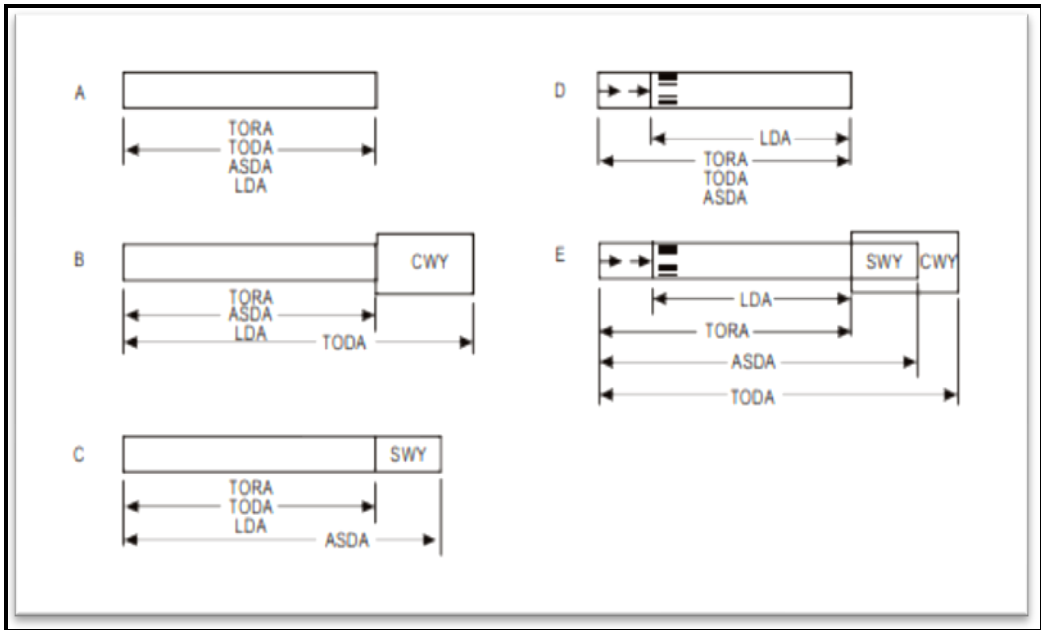 A
TORA
TODA
ASDA
LDA
B
CWY
TORA
ASDA
LDA
TODA
C
SWY
TORA
TODA
LDA
ASDA
D
LDA
TORA
TODA
ASDA
E
SWY CWY
LDA
TORA
ASDA
TODA